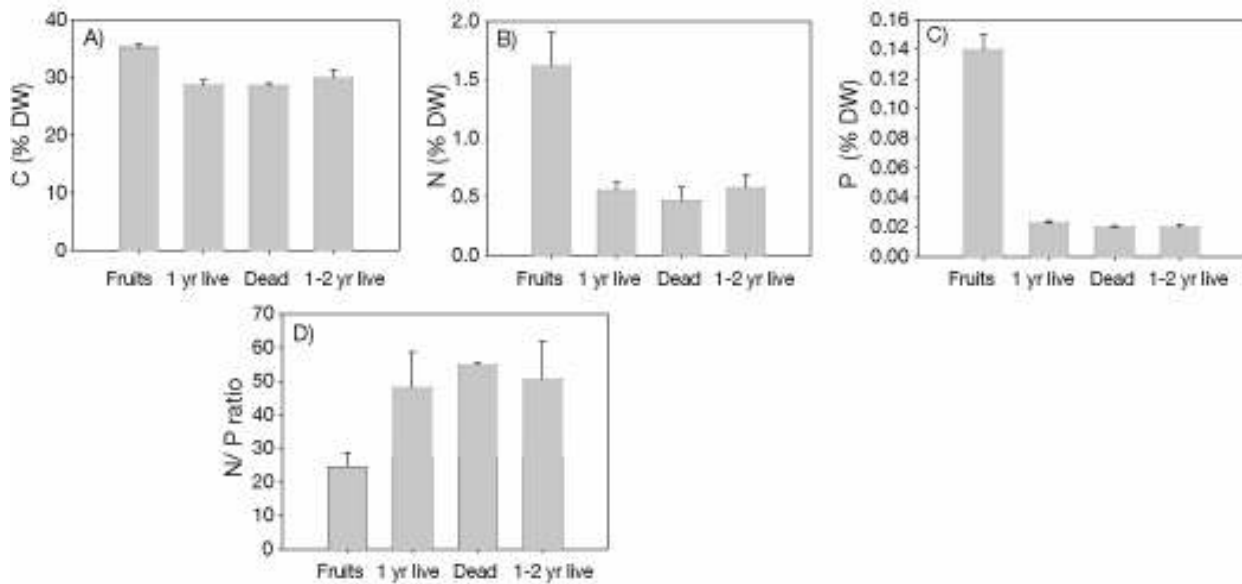 A)
C (% DW)
40
30
20
10
0
Fruits 1 yr live Dead 1-2 yr live
B)
N (% DW)
2.0
1.5
1.0
0.5
0.0
Fruits 1 yr live Dead 1-2 yr live
C)
P (% DW)
0.16
0.14
0.12
0.10
0.08
0.06
0.04
0.02
0.00
Fruits 1 yr live Dead 1-2 yr live
D)
N/ P ratio
70
60
50
40
30
20
10
0
Fruits 1 yr live Dead 1-2 yr live